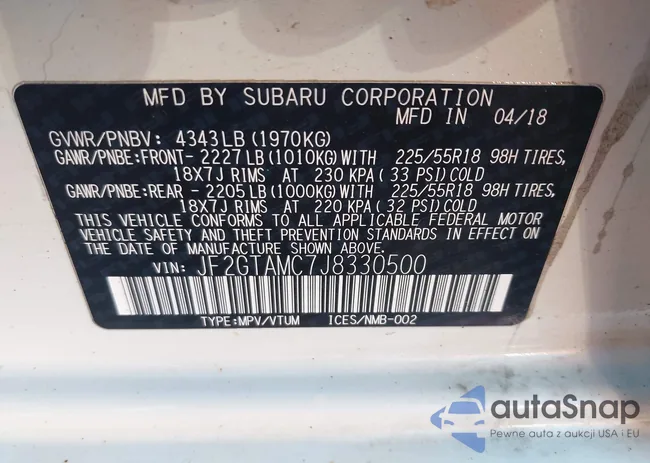 MFD BY SUBARU CORPORATION
MFD IN 04/18
GVWR/PNBV: 4343LB(1970KG)
GAWR/PNBE:FRONT- 2227LB(1010KG)WITH 225/55R18 98H TIRES,
18X7J RIMS AT 230 KPA( 33 PSI)COLD
GAWR/PNBE:REAR - 2205LB(1000KG)WITH 225/55R18 98H TIRES,
18X7J RIMS AT 220 KPA( 32 PSI)COLD
THIS VEHICLE CONFORMS TO ALL APPLICABLE FEDERAL MOTOR
VEHICLE SAFETY AND THEFT PREVENTION STANDARDS IN EFFECT ON
THE DATE OF MANUFACTURE SHOWN ABOVE.
VIN: JF2GTAMC7J8330500
TYPE:MPV/VTUM ICES/NMB-002
autaSnap
Pewne auta z aukcji USA i EU